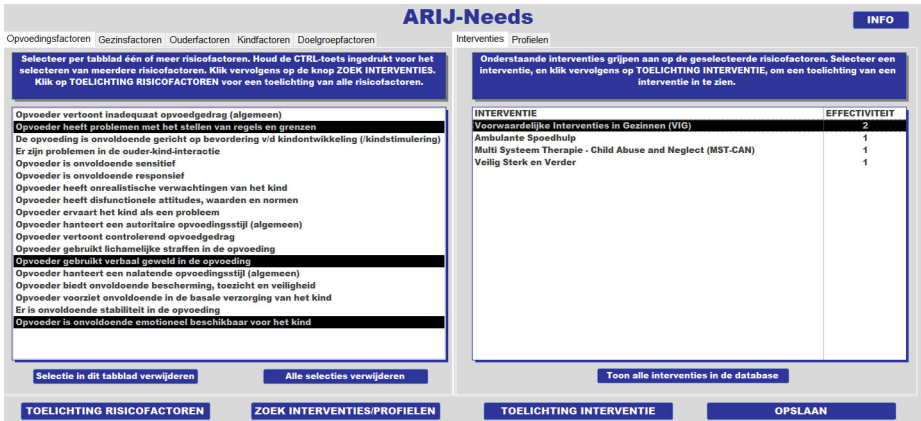 ARIJ-Needs
INFO
Opvoedingsfactoren Gezinsfactoren Ouderfactoren Kindfactoren Doelgroepfactoren
Selecteer per tabblad één of meer risicofactoren. Houd de CTRL-toets ingedrukt voor het
selecteren van meerdere risicofactoren. Klik vervolgens op de knop ZOEK INTERVENTIES.
Klik op TOELICHTING RISICOFACTOREN voor een toelichting van alle risicofactoren.
Opvoeder vertoont inadequaat opvoedgedrag (algemeen)
Opvoeder heeft problemen met het stellen van regels en grenzen
De opvoeding is onvoldoende gericht op bevordering v/d kindontwikkeling (/kindstimulering)
Er zijn problemen in de ouder-kind-interactie
Opvoeder is onvoldoende sensitief
Opvoeder is onvoldoende responsief
Opvoeder heeft onrealistische verwachtingen van het kind
Opvoeder heeft disfunctionele attitudes, waarden en normen
Opvoeder ervaart het kind als een probleem
Opvoeder hanteert een autoritaire opvoedingsstijl (algemeen)
Opvoeder vertoont controlerend opvoedgedrag
Opvoeder gebruikt lichamelijke straffen in de opvoeding
Opvoeder gebruikt verbaal geweld in de opvoeding
Opvoeder hanteert een nalatende opvoedingsstijl (algemeen)
Opvoeder biedt onvoldoende bescherming, toezicht en veiligheid
Opvoeder voorziet onvoldoende in de basale verzorging van het kind
Er is onvoldoende stabiliteit in de opvoeding
Opvoeder is onvoldoende emotioneel beschikbaar voor het kind
Selectie in dit tabblad verwijderen Alle selecties verwijderen
TOELICHTING RISICOFACTOREN ZOEK INTERVENTIES/PROFIELEN
Interventies Profielen
Onderstaande interventies grijpen aan op de geselecteerde risicofactoren. Selecteer een
interventie, en klik vervolgens op TOELICHTING INTERVENTIE, om een toelichting van een
interventie in te zien.
INTERVENTIE EFFECTIVITEIT
Voorwaardelijke Interventies in Gezinnen (VIG) 2
Ambulante Spoedhulp 1
Multi Systeem Therapie - Child Abuse and Neglect (MST-CAN) 1
Veilig Sterk en Verder 1
Toon alle interventies in de database
TOELICHTING INTERVENTIE OPSLAAN